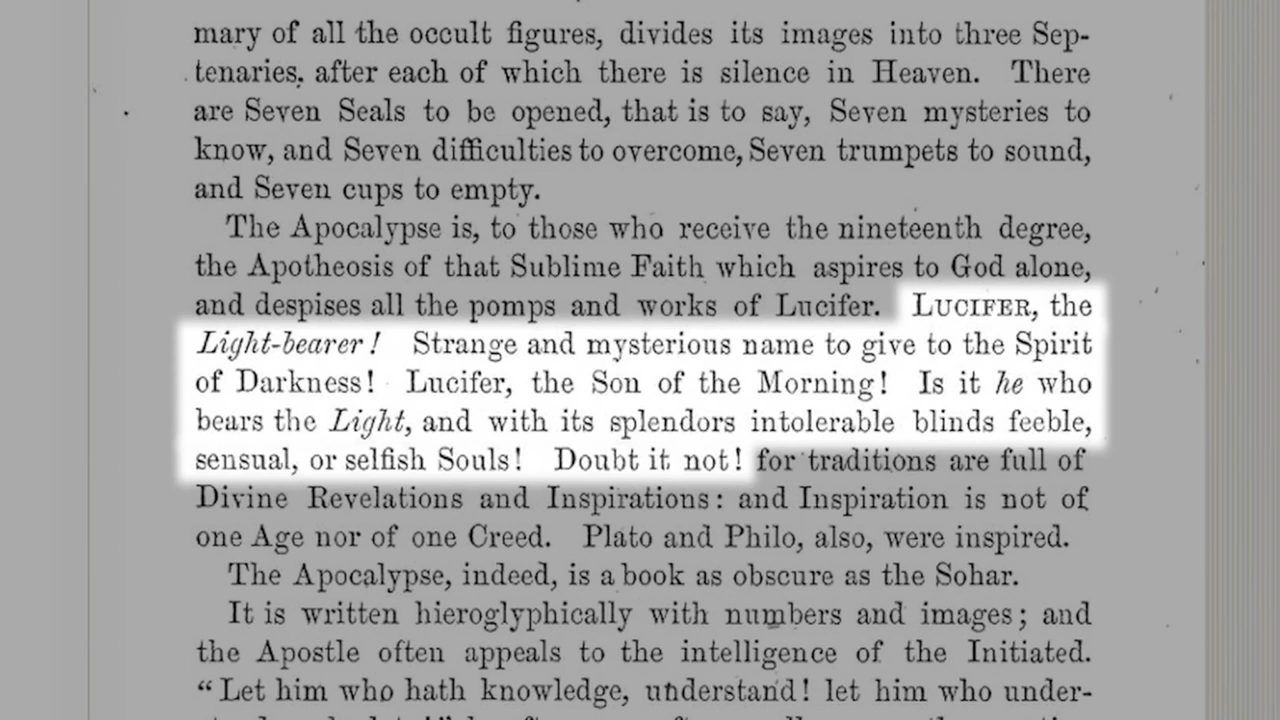 mary of all the occult figures, divides its images into three Sep-
tenaries, after each of which there is silence in Heaven. There
are Seven Seals to be opened, that is to say, Seven mysteries to
know, and Seven difficulties to overcome, Seven trumpets to sound,
and Seven cups to empty.
The Apocalypse is, to those who receive the nineteenth degree,
the Apotheosis of that Sublime Faith which aspires to God alone,
and despises all the pomps and works of Lucifer. LUCIFER, the
Light-bearer! Strange and mysterious name to give to the Spirit
of Darkness! Lucifer, the Son of the Morning! Is it he who
bears the Light, and with its splendors intolerable blinds feeble,
sensual, or selfish Souls! Doubt it not! for traditions are full of
Divine Revelations and Inspirations: and Inspiration is not of
one Age nor of one Creed. Plato and Philo, also, were inspired.
The Apocalypse, indeed, is a book as obscure as the Sohar.
It is written hieroglyphically with numbers and images; and
the Apostle often appeals to the intelligence of the Initiated.
“Let him who hath knowledge, understand! let him who under-